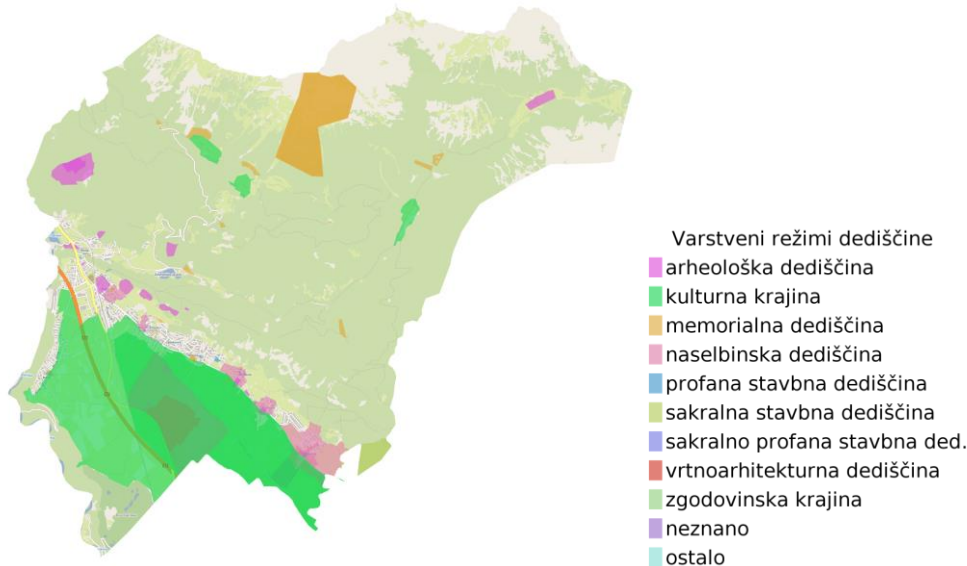 Varstveni režimi dediščine
arheološka dediščina
kulturna krajina
memorialna dediščina
naselbinska dediščina
profana stavbna dediščina
sakralna stavbna dediščina
sakralno profana stavbna ded.
vrtnoarhitekturna dediščina
zgodovinska krajina
neznano
ostalo